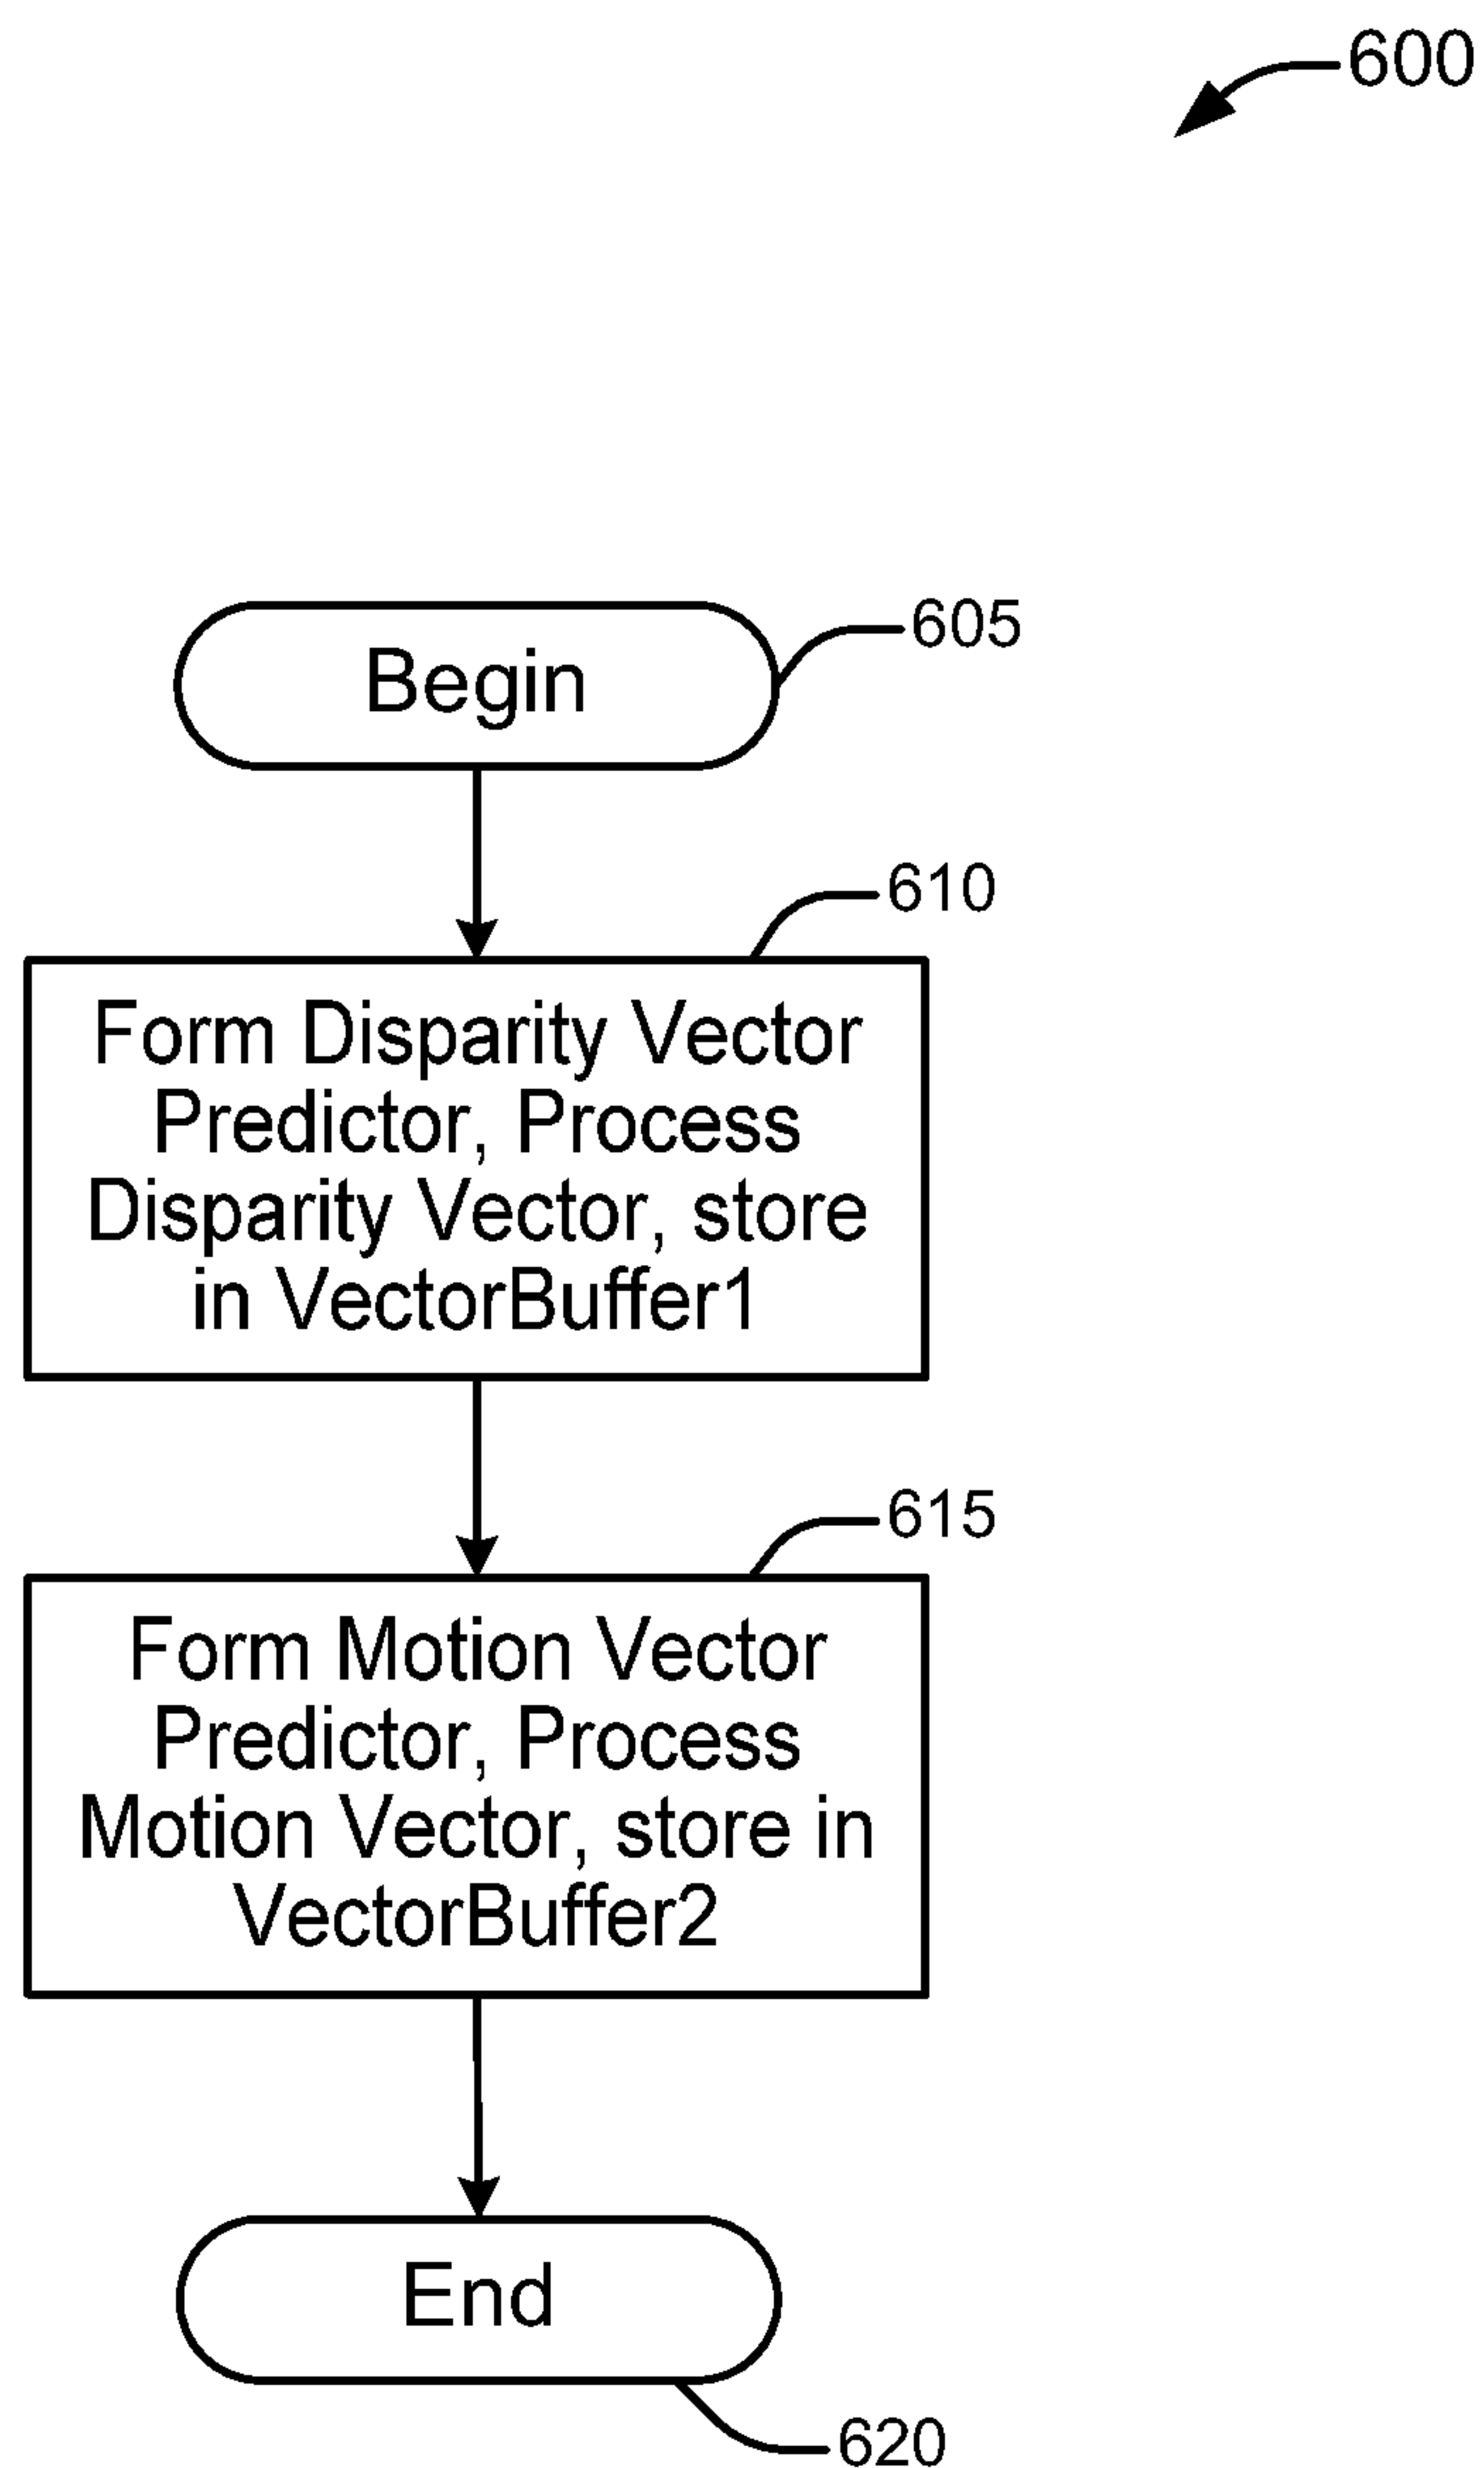 600
Begin
605
610
Form Disparity Vector
Predictor, Process
Disparity Vector, store
in VectorBuffer1
615
Form Motion Vector
Predictor, Process
Motion Vector, store in
VectorBuffer2
End
620